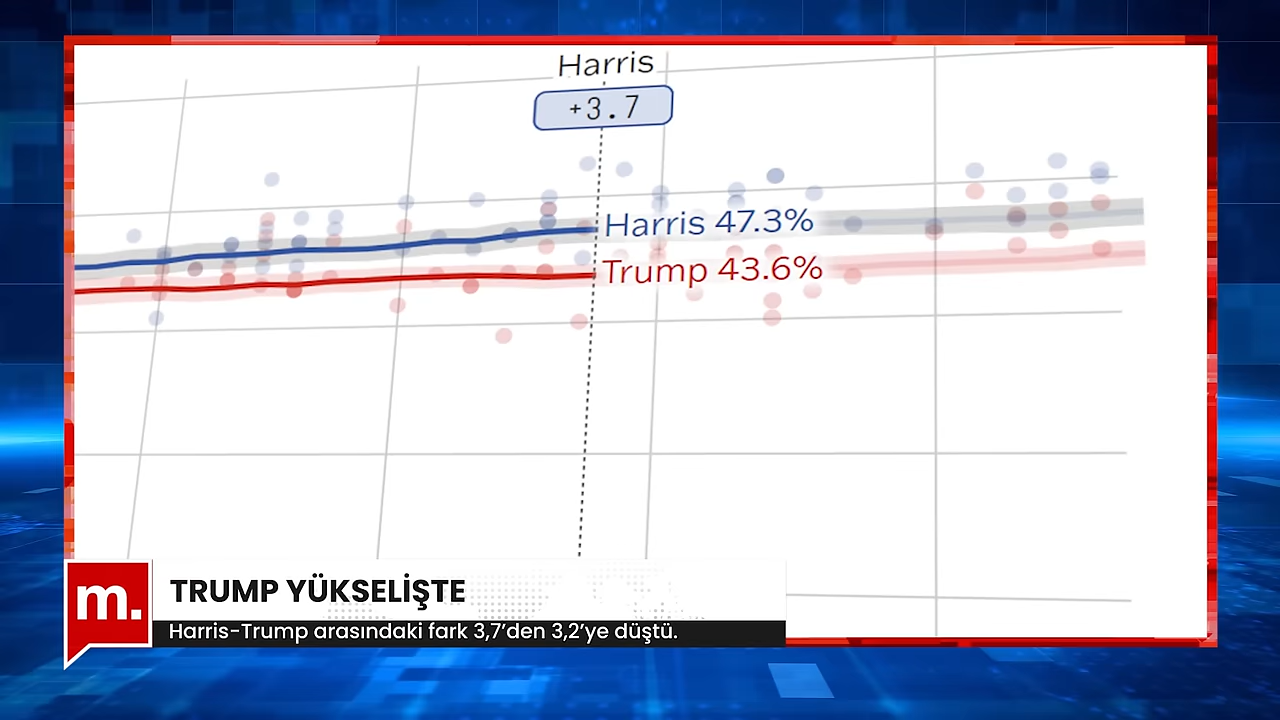 Harris
+3.7
Harris 47.3%
Trump 43.6%
m.
TRUMP YÜKSELİŞTE
Harris-Trump arasındaki fark 3,7’den 3,2’ye düştü.